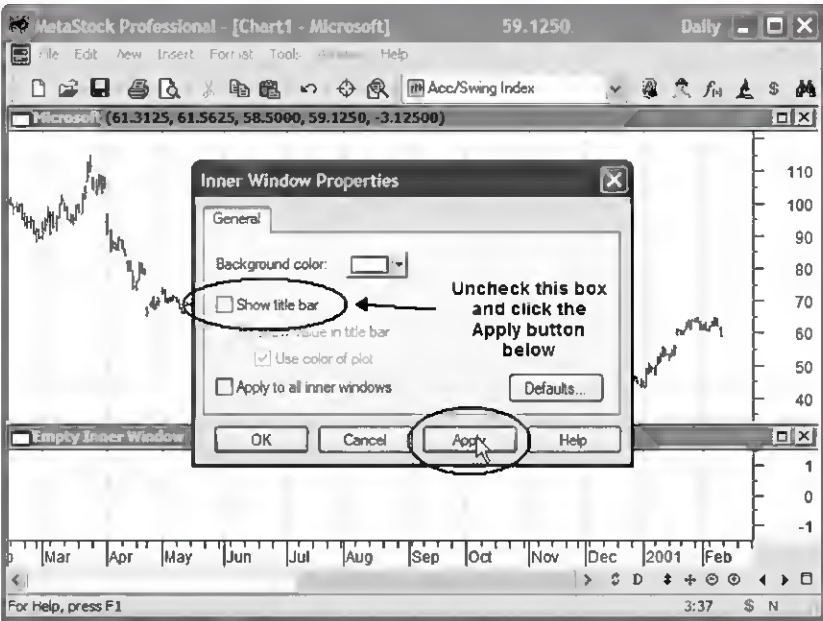 MetaStock Professional - [Chart1 - Microsoft] 59.1250 Daily
Edit Insert Format Tools Help
Acc/Swing Index
Microsoft (61.3125, 61.5625, 58.5000, 59.1250, -3.12500)
Inner Window Properties
General
Background color:
Show title bar
Uncheck this box
and click the
Apply button
below
in title bar
Use color of plot
Apply to all inner windows
Defaults...
OK Cancel Apply Help
Empty Inner Window
110
100
90
80
70
60
50
40
1
0
-1
Mar Apr May Jun Jul Aug Sep Oct Nov Dec 2001 Feb
D
For Help, press F1 3:37 $ N